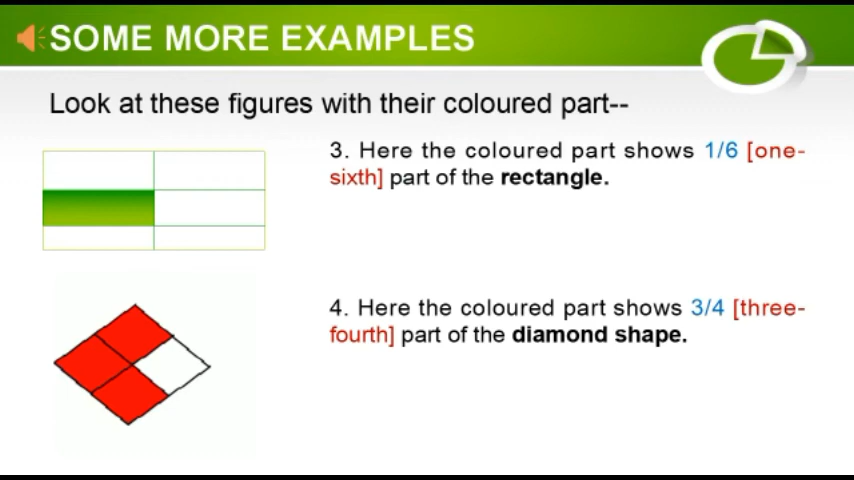 SOME MORE EXAMPLES
Look at these figures with their coloured part--
3. Here the coloured part shows 1/6 [one-
sixth] part of the rectangle.
4. Here the coloured part shows 3/4 [three-
fourth] part of the diamond shape.